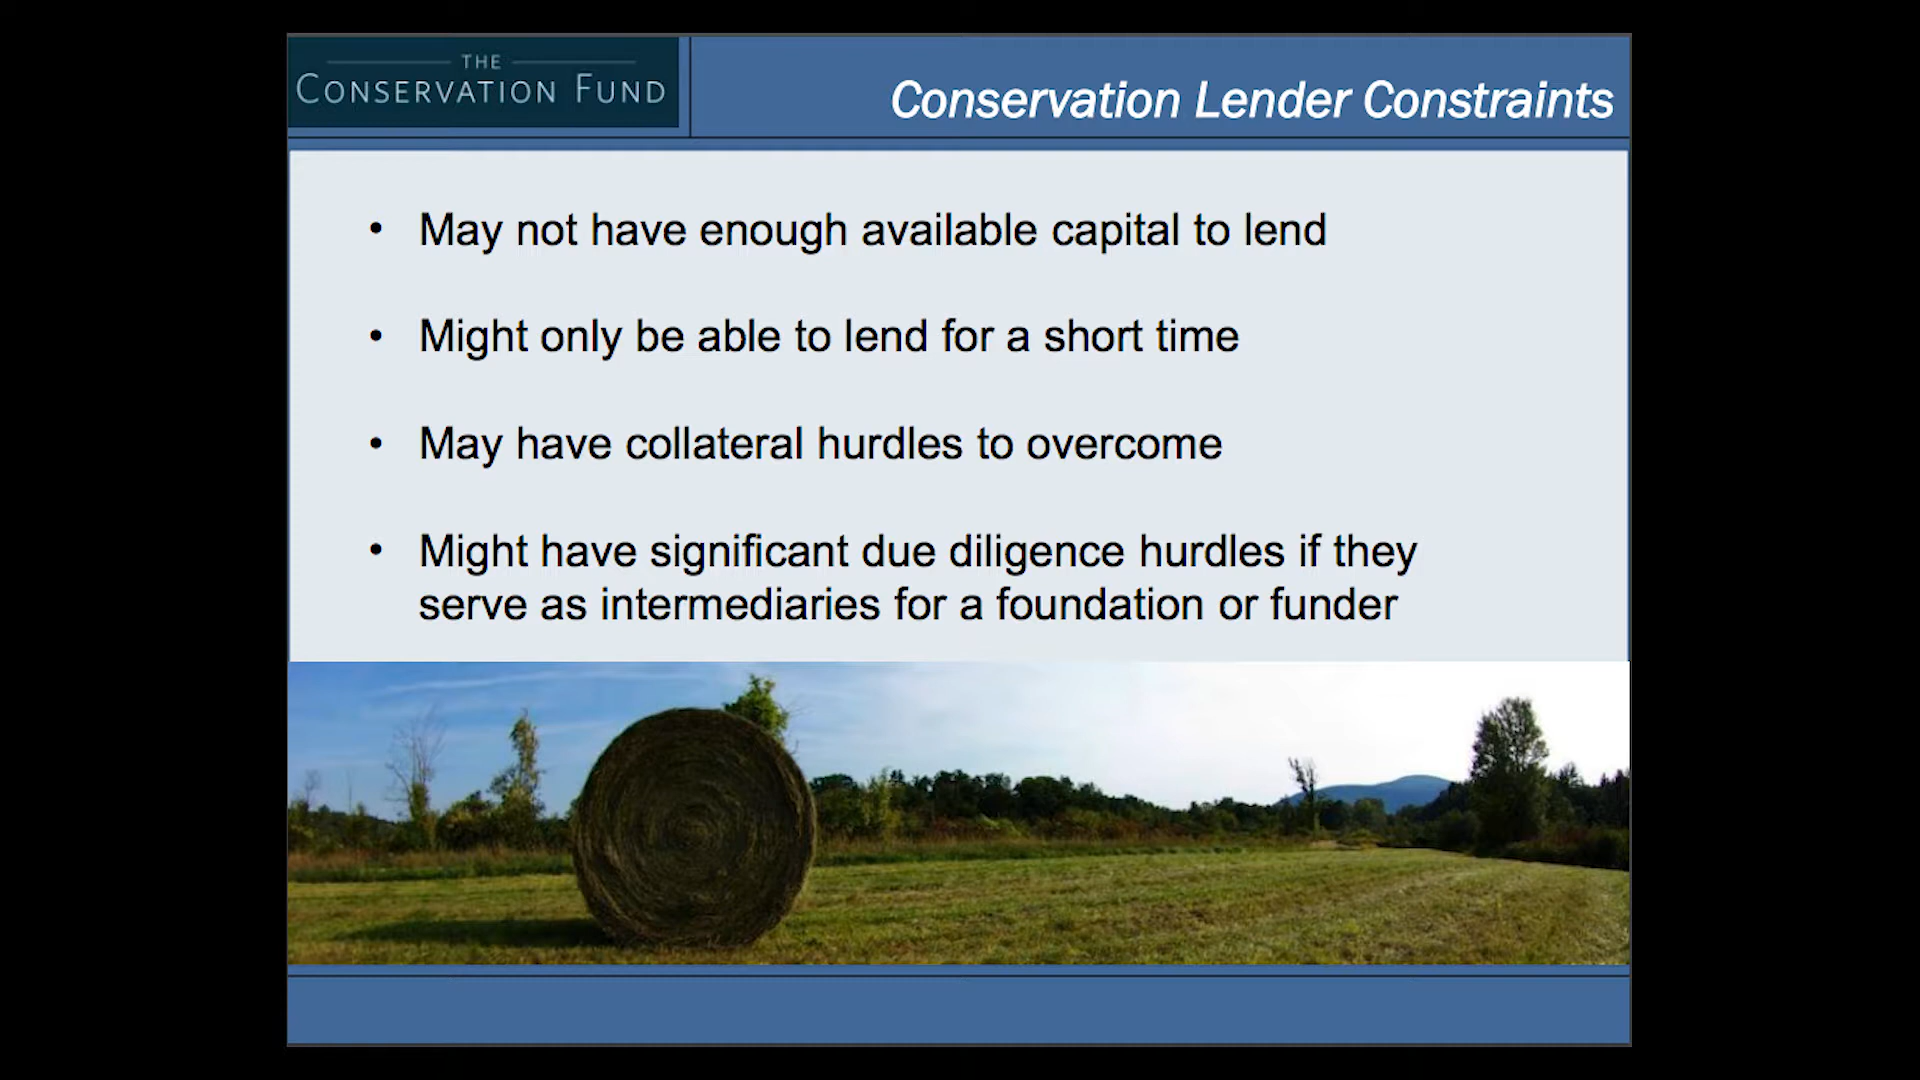 THE
CONSERVATION FUND
Conservation Lender Constraints
• May not have enough available capital to lend
• Might only be able to lend for a short time
• May have collateral hurdles to overcome
• Might have significant due diligence hurdles if they
serve as intermediaries for a foundation or funder